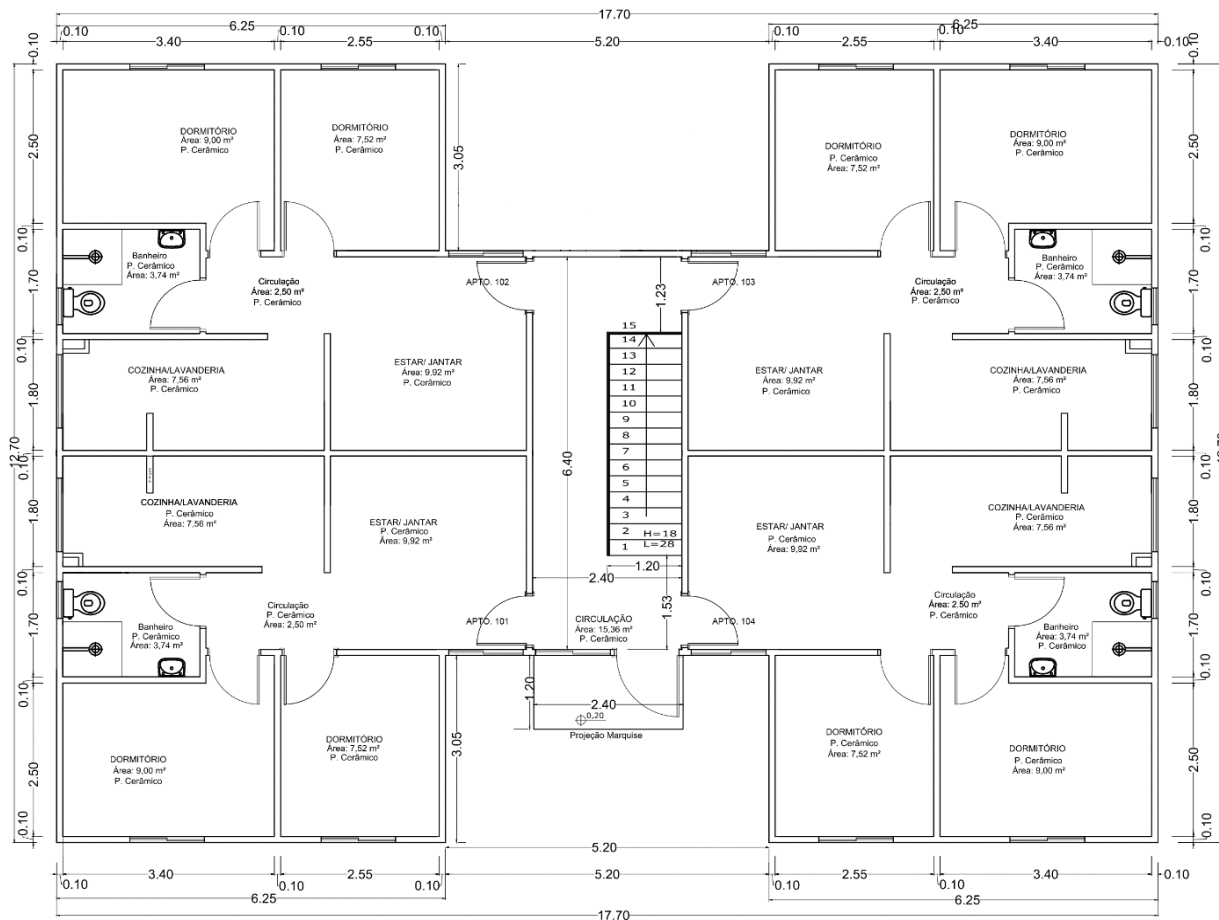 17.70
6.25
6.25
0.10
0.10
0.10
0.10
0.10
0.10
3.40
2.55
5.20
2.55
3.40
0.10
0.10
DORMITÓRIO
Área: 9,00 m²
P. Cerâmico
DORMITÓRIO
Área: 7,52 m²
P. Cerâmico
DORMITÓRIO
P. Cerâmico
Área: 7,52 m²
DORMITÓRIO
Área: 9,00 m²
P. Cerâmico
2.50
3.05
2.50
0.10
0.10
Banheiro
P. Cerâmico
Área: 3,74 m²
Circulação
Área: 2,50 m²
P. Cerâmico
APTO. 102
APTO. 103
Circulação
Área: 2,50 m²
P. Cerâmico
Banheiro
P. Cerâmico
Área: 3,74 m²
1.70
1.23
1.70
0.10
0.10
COZINHA/LAVANDERIA
Área: 7,56 m²
P. Cerâmico
ESTAR/ JANTAR
Área: 9,92 m²
P. Cerâmico
15
14
13
12
11
10
9
8
7
6
5
4
3
2
1
H=18
L=28
ESTAR/ JANTAR
Área: 9,92 m²
P. Cerâmico
COZINHA/LAVANDERIA
Área: 7,56 m²
P. Cerâmico
1.80
1.80
12.70
0.10
6.40
0.10
COZINHA/LAVANDERIA
P. Cerâmico
Área: 7,56 m²
ESTAR/ JANTAR
P. Cerâmico
Área: 9,92 m²
ESTAR/ JANTAR
P. Cerâmico
Área: 9,92 m²
COZINHA/LAVANDERIA
P. Cerâmico
Área: 7,56 m²
1.80
1.80
0.10
2.40
1.20
0.10
Banheiro
P. Cerâmico
Área: 3,74 m²
Circulação
P. Cerâmico
Área: 2,50 m²
APTO. 101
CIRCULAÇÃO
Área: 15,36 m²
P. Cerâmico
1.53
APTO. 104
Circulação
P. Cerâmico
Área: 2.50 m²
Banheiro
Área: 3,74 m²
P. Cerâmico
1.70
1.70
0.10
1.20
2.40
0.10
0,20
Projeção Marquise
DORMITÓRIO
Área: 9,00 m²
P. Cerâmico
DORMITÓRIO
Área: 7,52 m²
P. Cerâmico
DORMITÓRIO
P. Cerâmico
Área: 7,52 m²
DORMITÓRIO
P. Cerâmico
Área: 9,00 m²
2.50
3.05
2.50
0.10
0.10
5.20
0.10
0.10
0.10
0.10
0.10
0.10
3.40
2.55
5.20
2.55
3.40
6.25
6.25
17.70